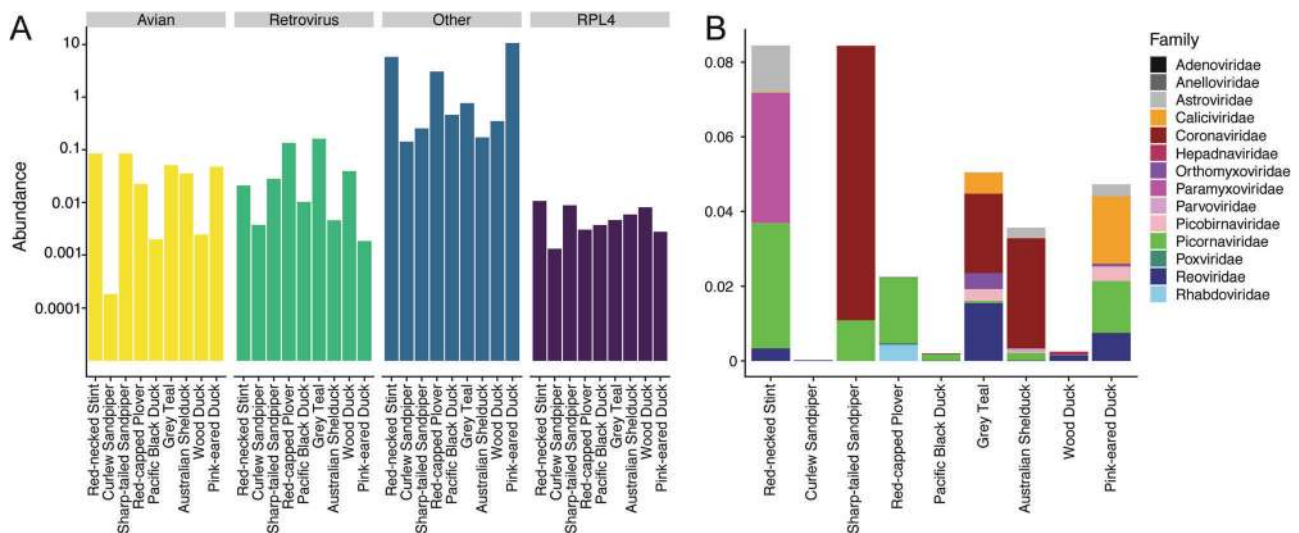 A
Avian
Retrovirus
Other
RPL4
Abundance
10
1
0.1
0.01
0.001
0.0001
Red-necked Stint
Curlew Sandpiper
Sharp-tailed Sandpiper
Red-capped Plover
Pacific Black Duck
Grey Teal
Australian Shelduck
Wood Duck
Pink-eared Duck
Red-necked Stint
Curlew Sandpiper
Sharp-tailed Sandpiper
Red-capped Plover
Pacific Black Duck
Grey Teal
Australian Shelduck
Wood Duck
Pink-eared Duck
Red-necked Stint
Curlew Sandpiper
Sharp-tailed Sandpiper
Red-capped Plover
Pacific Black Duck
Grey Teal
Australian Shelduck
Wood Duck
Pink-eared Duck
Red-necked Stint
Curlew Sandpiper
Sharp-tailed Sandpiper
Red-capped Plover
Pacific Black Duck
Grey Teal
Australian Shelduck
Wood Duck
Pink-eared Duck
B
0.08
0.06
0.04
0.02
0
Red-necked Stint
Curlew Sandpiper
Sharp-tailed Sandpiper
Red-capped Plover
Pacific Black Duck
Grey Teal
Australian Shelduck
Wood Duck
Pink-eared Duck
Family
Adenoviridae
Anelloviridae
Astroviridae
Caliciviridae
Coronaviridae
Hepadnaviridae
Orthomyxoviridae
Paramyxoviridae
Parvoviridae
Picobirnaviridae
Picornaviridae
Poxviridae
Reoviridae
Rhabdoviridae